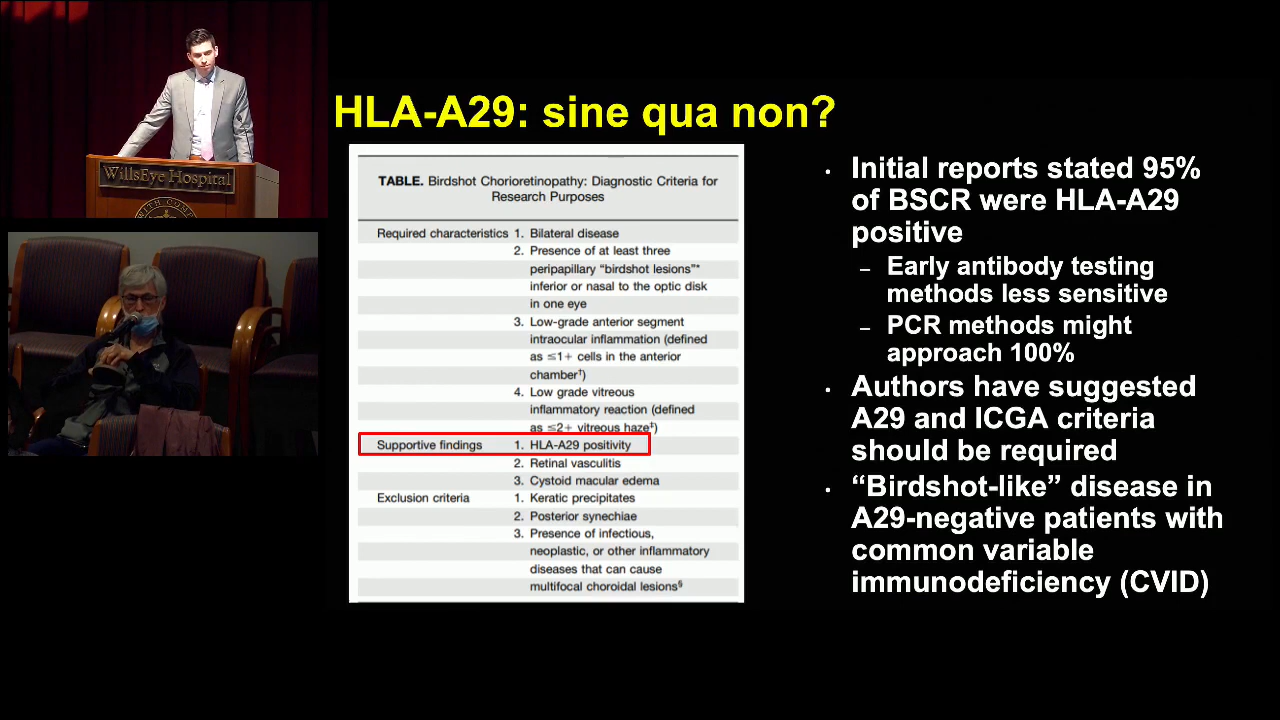 WillsEye Hospital
WITH COMP
HLA-A29: sine qua non?
TABLE. Birdshot Chorioretinopathy: Diagnostic Criteria for
Research Purposes
Required characteristics 1. Bilateral disease
2. Presence of at least three
peripapillary “birdshot lesions”*
inferior or nasal to the optic disk
in one eye
3. Low-grade anterior segment
intraocular inflammation (defined
as ≤1+ cells in the anterior
chamber†)
4. Low grade vitreous
inflammatory reaction (defined
as ≤2+ vitreous haze‡)
Supportive findings 1. HLA-A29 positivity
2. Retinal vasculitis
3. Cystoid macular edema
Exclusion criteria 1. Keratic precipitates
2. Posterior synechiae
3. Presence of infectious,
neoplastic, or other inflammatory
diseases that can cause
multifocal choroidal lesions§
• Initial reports stated 95%
of BSCR were HLA-A29
positive
– Early antibody testing
methods less sensitive
– PCR methods might
approach 100%
• Authors have suggested
A29 and ICGA criteria
should be required
• “Birdshot-like” disease in
A29-negative patients with
common variable
immunodeficiency (CVID)